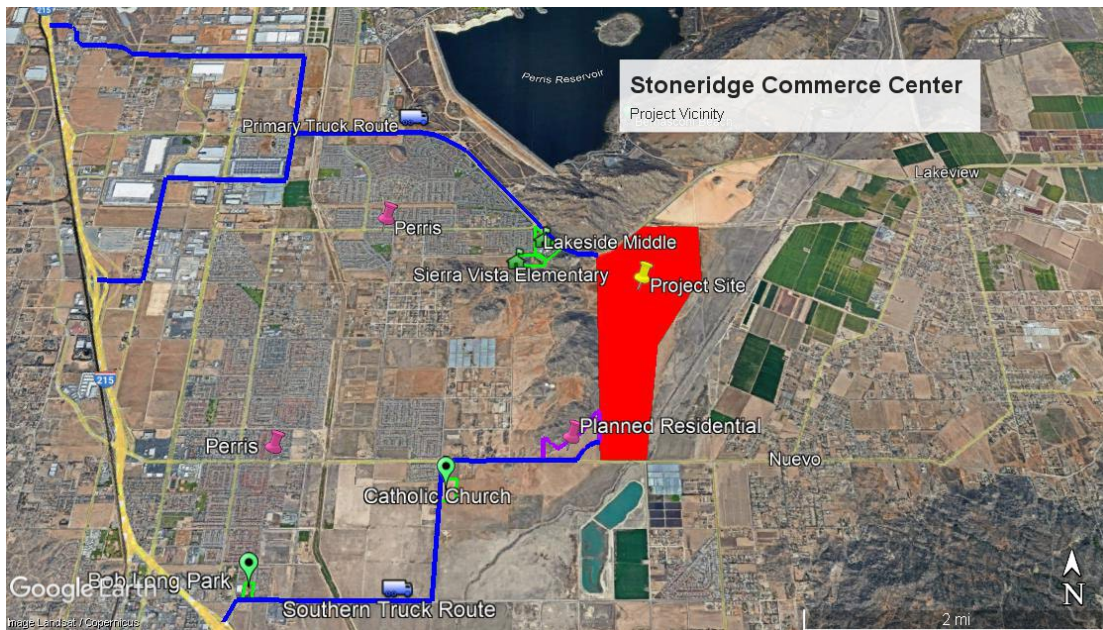 Perris Reservoir
Stoneridge Commerce Center
Project Vicinity
Primary Truck Route
Lakeview
Perris
Lakeside Middle
Sierra Vista Elementary
Project Site
215
Planned Residential
Perris
Nuevo
Catholic Church
Bob Long Park
Google Earth
Southern Truck Route
N
Image Landsat / Copernicus
2 mi